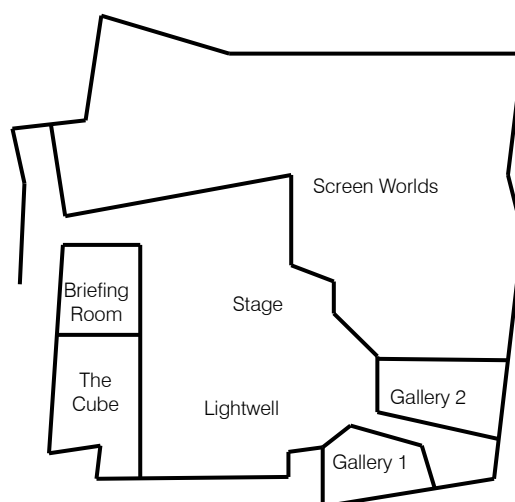 Screen Worlds
Briefing
Room
Stage
The
Cube
Lightwell
Gallery 2
Gallery 1